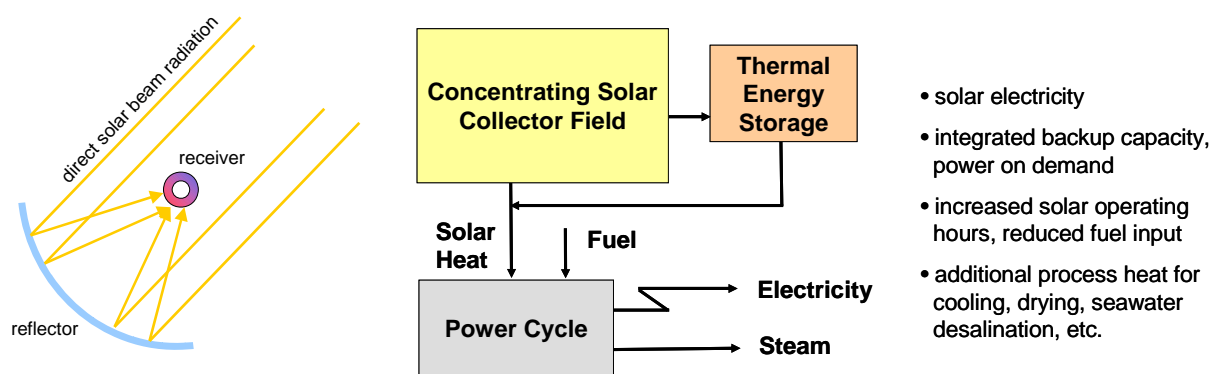 direct solar beam radiation
receiver
reflector
Concentrating Solar
Collector Field
Thermal
Energy
Storage
Solar
Heat
Fuel
Power Cycle
Electricity
Steam
• solar electricity
• integrated backup capacity,
power on demand
• increased solar operating
hours, reduced fuel input
• additional process heat for
cooling, drying, seawater
desalination, etc.